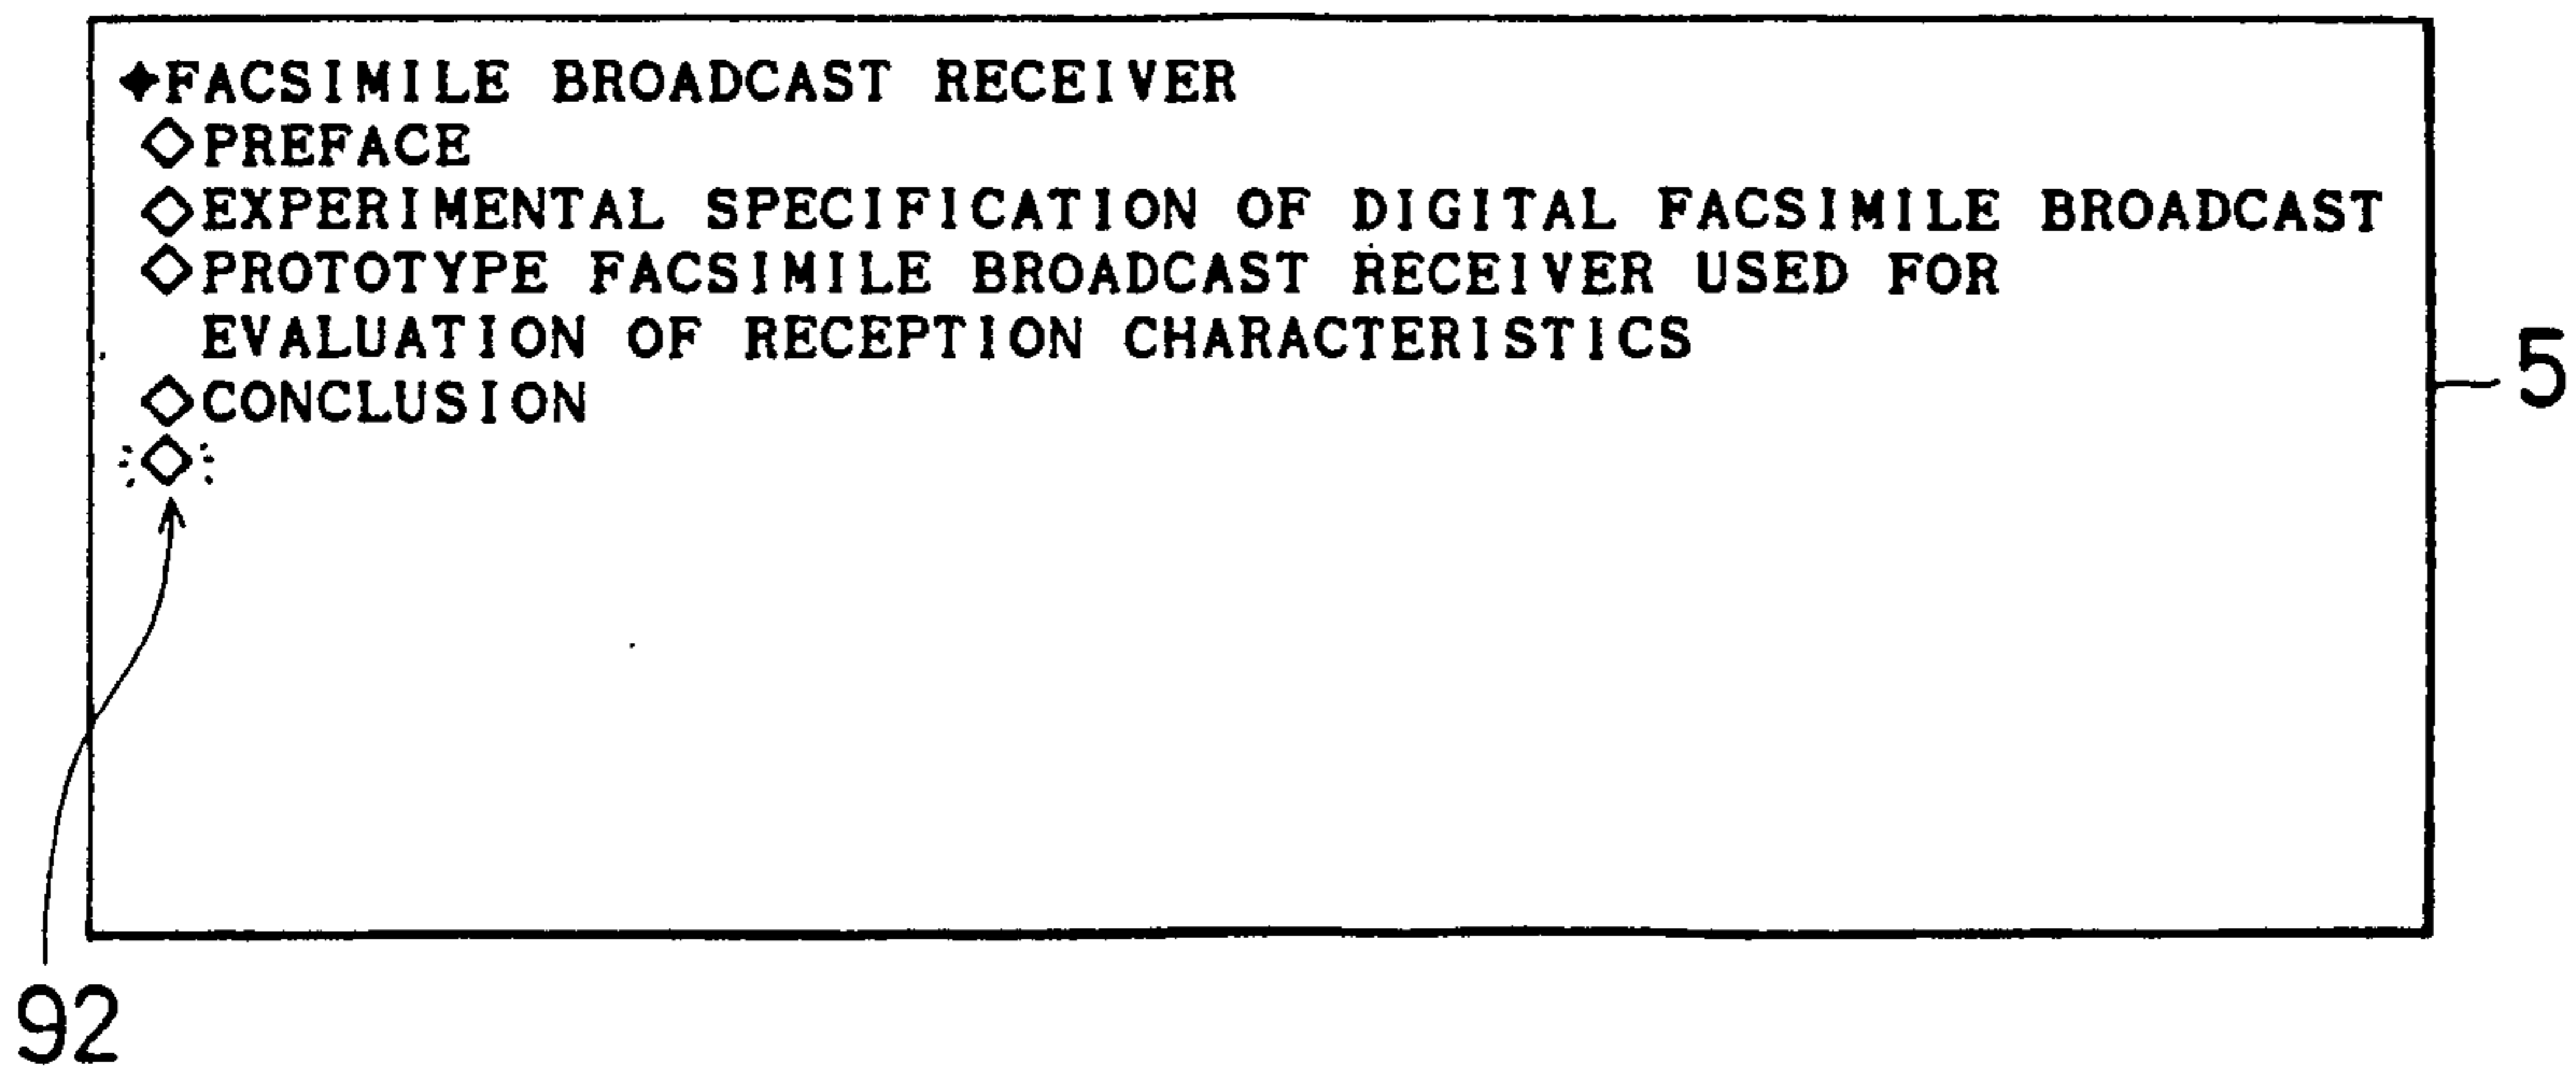 ✦FACSIMILE BROADCAST RECEIVER
◇PREFACE
◇EXPERIMENTAL SPECIFICATION OF DIGITAL FACSIMILE BROADCAST
◇PROTOTYPE FACSIMILE BROADCAST RECEIVER USED FOR
EVALUATION OF RECEPTION CHARACTERISTICS
◇CONCLUSION
◇
5
92